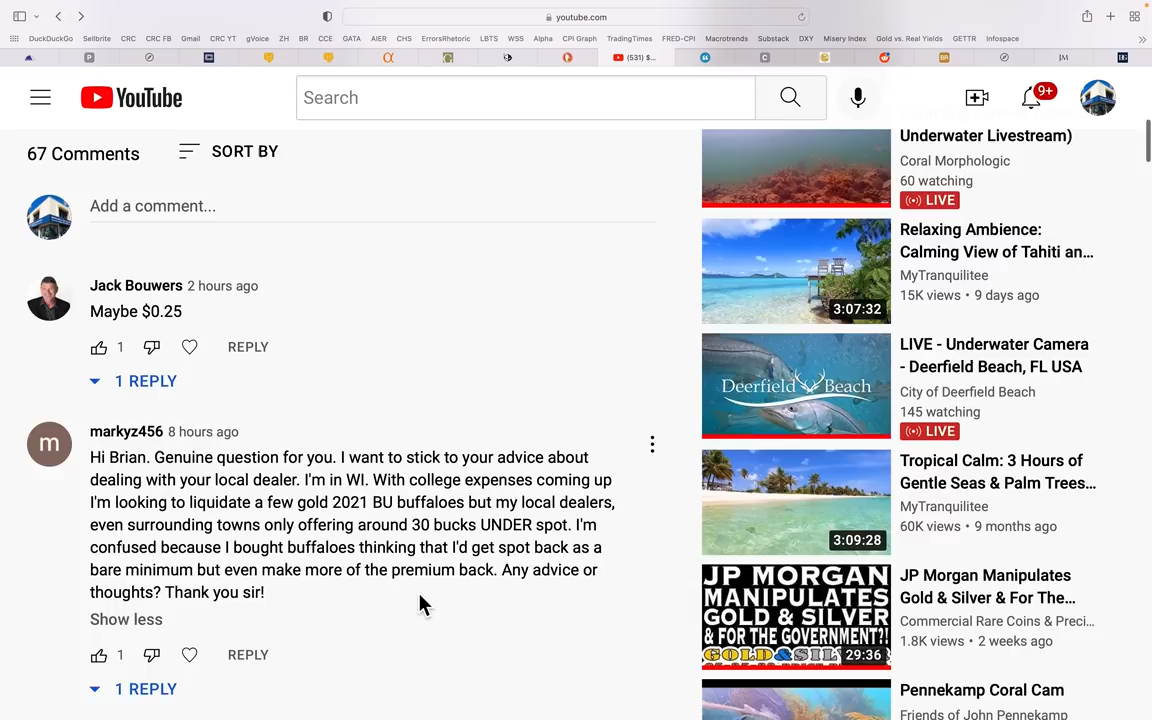 youtube.com
DuckDuckGo Sellbrite CRC CRC FB Gmail CRC YT gVoice ZH BR CCE GATA AIER CHS ErrorsRhetoric LBTS WSS Alpha CPI Graph TradingTimes FRED-CPI Macrotrends Substack DXY Misery Index Gold vs. Real Yields GETTR Infospace
(531) $...
YouTube
Search
9+
67 Comments
SORT BY
Add a comment...
Jack Bouwers 2 hours ago
Maybe $0.25
1
REPLY
1 REPLY
m
markyz456 8 hours ago
Hi Brian. Genuine question for you. I want to stick to your advice about
dealing with your local dealer. I'm in WI. With college expenses coming up
I'm looking to liquidate a few gold 2021 BU buffaloes but my local dealers,
even surrounding towns only offering around 30 bucks UNDER spot. I'm
confused because I bought buffaloes thinking that I'd get spot back as a
bare minimum but even make more of the premium back. Any advice or
thoughts? Thank you sir!
Show less
1
REPLY
1 REPLY
Underwater Livestream)
Coral Morphologic
60 watching
LIVE
3:07:32
Relaxing Ambience:
Calming View of Tahiti an...
MyTranquilitee
15K views • 9 days ago
Deerfield Beach
LIVE - Underwater Camera
- Deerfield Beach, FL USA
City of Deerfield Beach
145 watching
LIVE
3:09:28
Tropical Calm: 3 Hours of
Gentle Seas & Palm Trees...
MyTranquilitee
60K views • 9 months ago
JP MORGAN
MANIPULATES
GOLD & SILVER
& FOR THE
GOVERNMENT?!
29:36
JP Morgan Manipulates
Gold & Silver & For The...
Commercial Rare Coins & Preci...
1.8K views • 2 weeks ago
Pennekamp Coral Cam
Friends of John Pennekamp